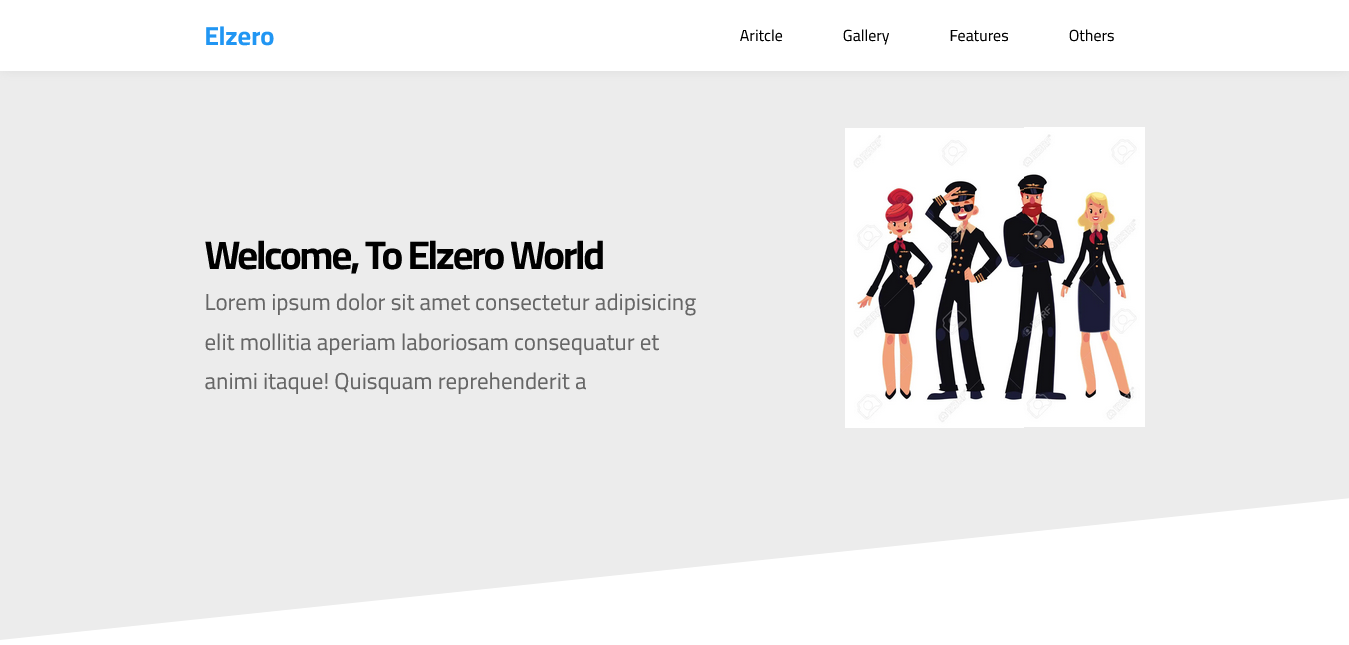 Elzero
Aritcle
Gallery
Features
Others
Welcome, To Elzero World
Lorem ipsum dolor sit amet consectetur adipisicing
elit mollitia aperiam laboriosam consequatur et
animi itaque! Quisquam reprehenderit a